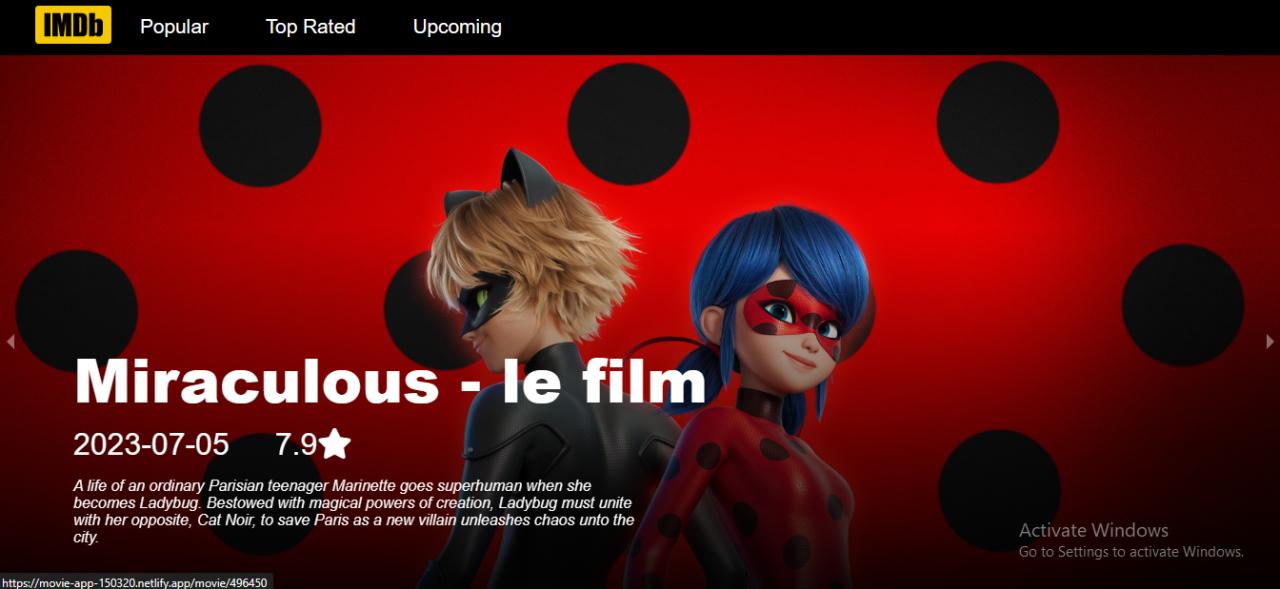 IMDb Popular Top Rated Upcoming
Miraculous - le film
2023-07-05 7.9
A life of an ordinary Parisian teenager Marinette goes superhuman when she
becomes Ladybug. Bestowed with magical powers of creation, Ladybug must unite
with her opposite, Cat Noir, to save Paris as a new villain unleashes chaos unto the
city.
Activate Windows
Go to Settings to activate Windows.
https://movie-app-150320.netlify.app/movie/496450